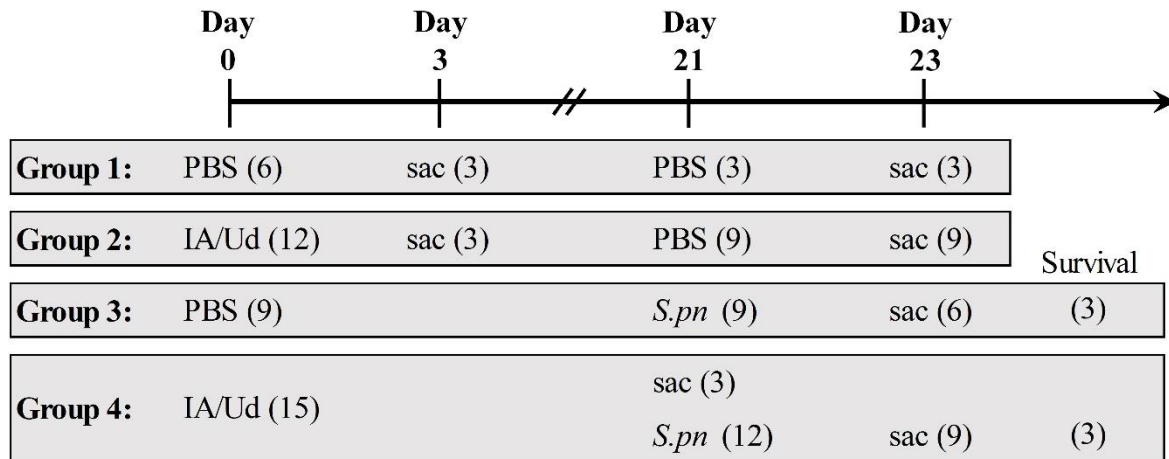 Day Day Day Day
0 3 21 23
Group 1: PBS (6) sac (3) PBS (3) sac (3)
Group 2: IA/Ud (12) sac (3) PBS (9) sac (9)
Survival
Group 3: PBS (9) S.pn (9) sac (6) (3)
sac (3)
Group 4: IA/Ud (15)
S.pn (12) sac (9) (3)